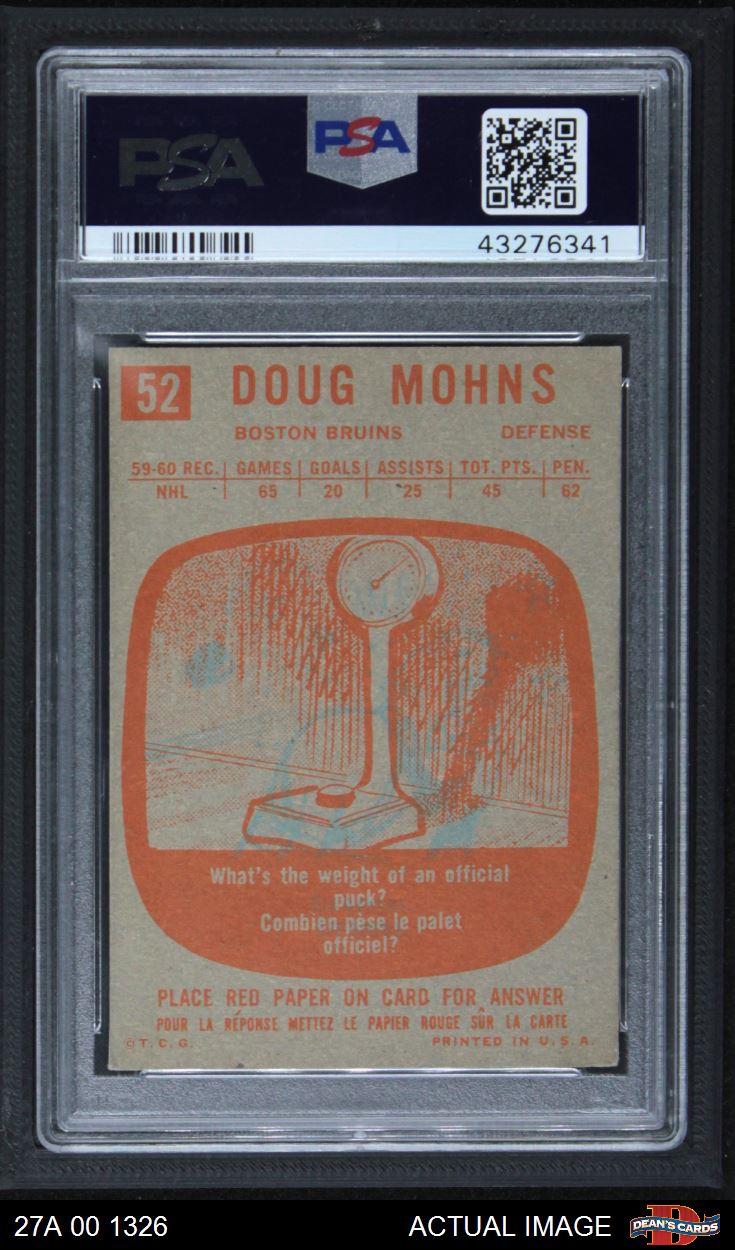 PSA
PSA
43276341
52 DOUG MOHNS
BOSTON BRUINS DEFENSE
59-60 REC. GAMES GOALS ASSISTS TOT. PTS. PEN.
NHL 65 20 25 45 62
What's the weight of an official
puck?
Combien pèse le palet
officiel?
PLACE RED PAPER ON CARD FOR ANSWER
POUR LA RÉPONSE METTEZ LE PAPIER ROUGE SÛR LA CARTE
© T. C. G. PRINTED IN U. S. A.
27A 00 1326 ACTUAL IMAGE DEAN'S CARDS